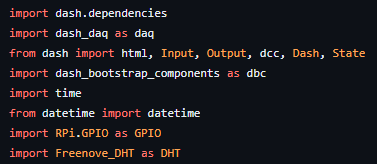 import dash.dependencies
import dash_daq as daq
from dash import html, Input, Output, dcc, Dash, State
import dash_bootstrap_components as dbc
import time
from datetime import datetime
import RPi.GPIO as GPIO
import Freenove_DHT as DHT